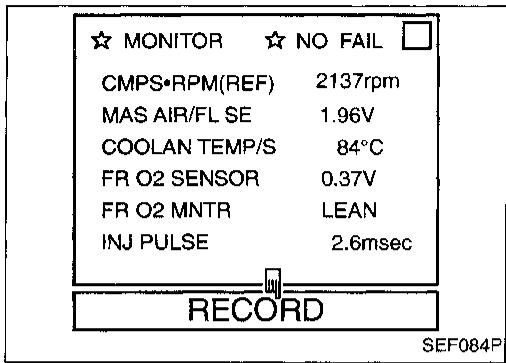 ☆ MONITOR ☆ NO FAIL
CMPS•RPM(REF) 2137rpm
MAS AIR/FL SE 1.96V
COOLAN TEMP/S 84°C
FR O2 SENSOR 0.37V
FR O2 MNTR LEAN
INJ PULSE 2.6msec
RECORD
SEF084P